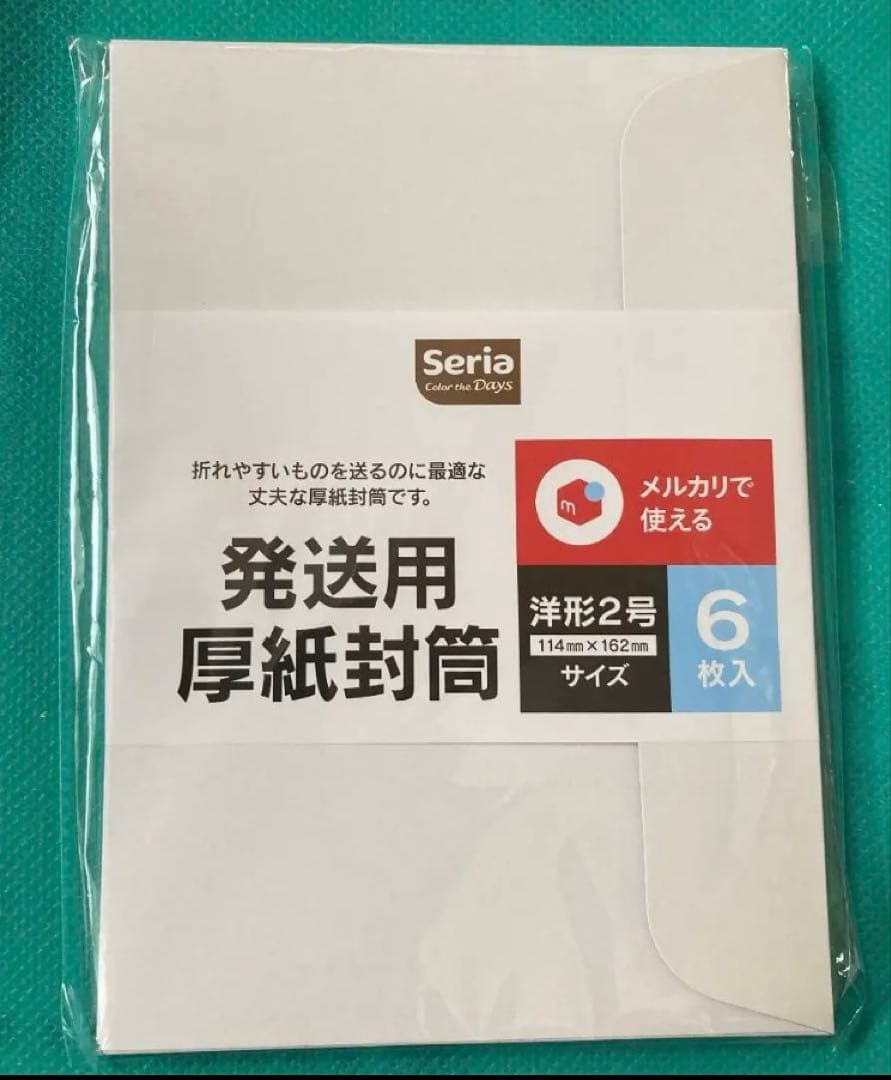 Seria
Color the Days
折れやすいものを送るのに最適な
丈夫な厚紙封筒です。
発送用
厚紙封筒
m
メルカリで
使える
洋形2号
114mm×162mm
サイズ
6
枚入